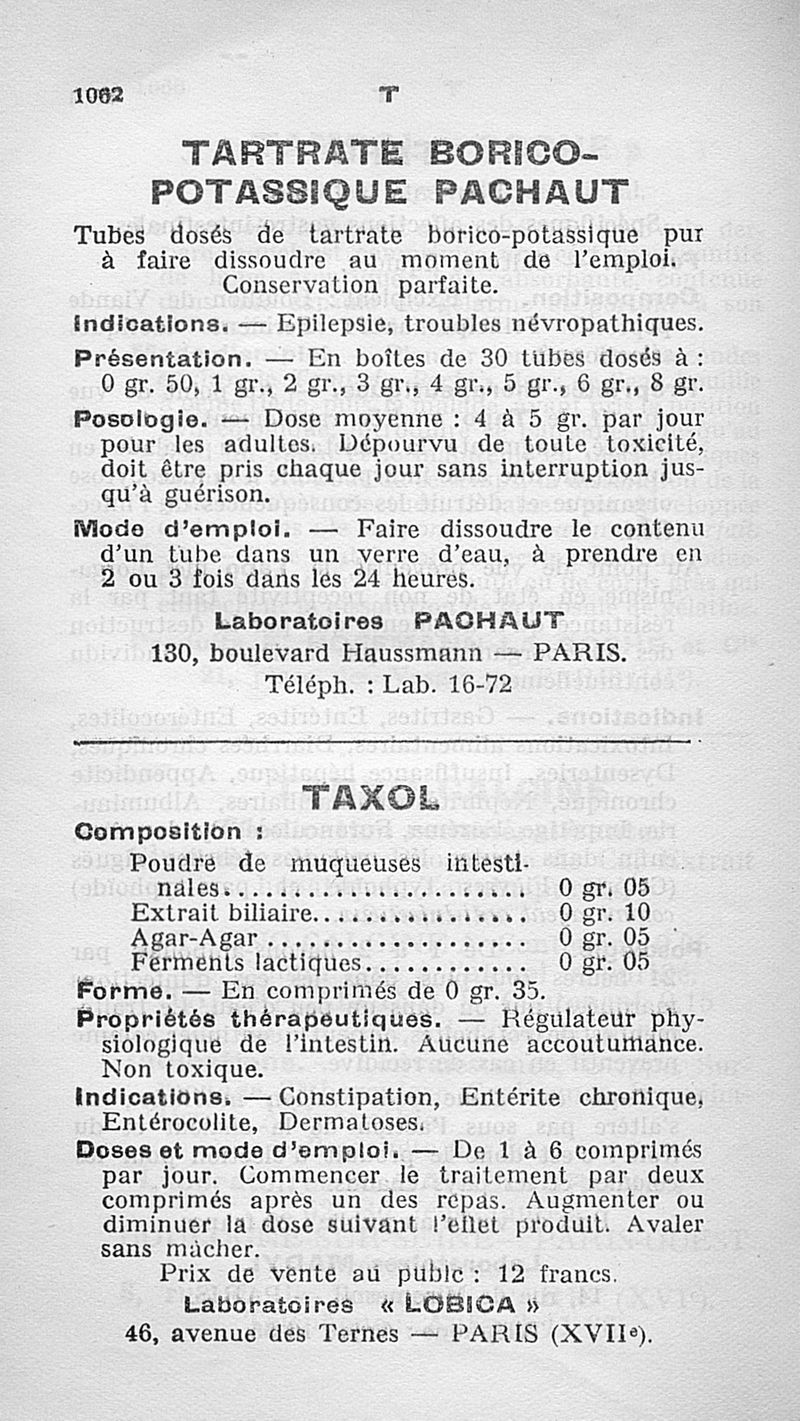 1062
T
TARTRATE BORICO-
POTASSIQUE PACHAUT
Tubes dosés de tartrate borico-potassique pur
à faire dissoudre au moment de l'emploi.
Conservation parfaite.
Indications. — Epilepsie, troubles névropathiques.
Présentation. — En boîtes de 30 tubes dosés à :
0 gr. 50, 1 gr., 2 gr., 3 gr., 4 gr., 5 gr., 6 gr., 8 gr.
Posologie. — Dose moyenne : 4 à 5 gr. par jour
pour les adultes. Dépourvu de toute toxicité,
doit être pris chaque jour sans interruption jus-
qu'à guérison.
Mode d'emploi. — Faire dissoudre le contenu
d'un tube dans un verre d'eau, à prendre en
2 ou 3 fois dans les 24 heures.
Laboratoires PACHAUT
130, boulevard Haussmann — PARIS.
Téléph. : Lab. 16-72
TAXOL
Composition :
Poudre de muqueuses intesti-
nales.................... 0 gr. 05
Extrait biliaire.............. 0 gr. 10
Agar-Agar .................. 0 gr. 05
Ferments lactiques............ 0 gr. 05
Forme. — En comprimés de 0 gr. 35.
Propriétés thérapeutiques. — Régulateur phy-
siologique de l'intestin. Aucune accoutumance.
Non toxique.
Indications. — Constipation, Entérite chronique,
Entérocolite, Dermatoses.
Doses et mode d'emploi. — De 1 à 6 comprimés
par jour. Commencer le traitement par deux
comprimés après un des repas. Augmenter ou
diminuer la dose suivant l'effet produit. Avaler
sans mâcher.
Prix de vente au public : 12 francs.
Laboratoires « LOBICA »
46, avenue des Ternes — PARIS (XVIIe).